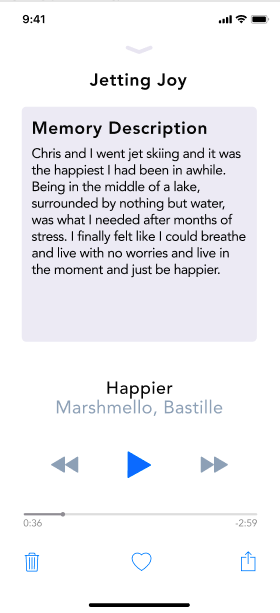 9:41
Jetting Joy
Memory Description
Chris and I went jet skiing and it was
the happiest I had been in awhile.
Being in the middle of a lake,
surrounded by nothing but water,
was what I needed after months of
stress. I finally felt like I could breathe
and live with no worries and live in
the moment and just be happier.
Happier
Marshmello, Bastille
0:36 -2:59